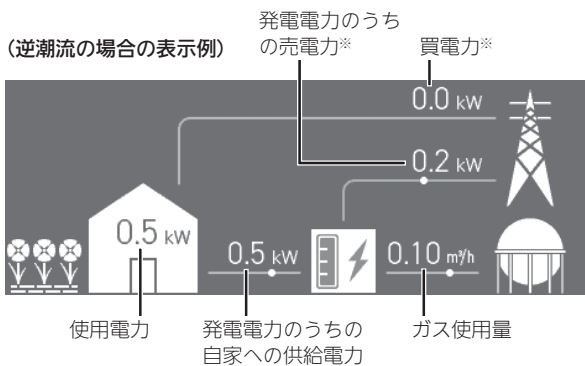 (逆潮流の場合の表示例)
発電電力のうち
の売電力※
買電力※
0.0 kW
0.2 kW
0.5 kW
0.5 kW
0.10 m³/h
使用電力
発電電力のうちの
自家への供給電力
ガス使用量